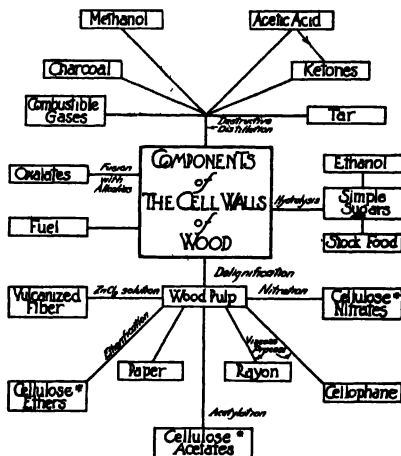 Methanol
Acetic Acid
Charcoal
Ketones
Combustible
Gases
Destructive
Distillation
Tar
Oxalates
Fusion
with
Alkalies
COMPONENTS
of
THE CELL WALLS
of
WOOD
Hydrolysis
Ethanol
Simple
Sugars
Stock Food
Fuel
Delignification
Vulcanized
Fiber
ZnCl₂ solution
Wood Pulp
Nitration
Cellulose*
Nitrates
Etherification
Viscose
Process
Paper
Rayon
Cellophane
Cellulose*
Ethers
Acetylation
Cellulose*
Acetates